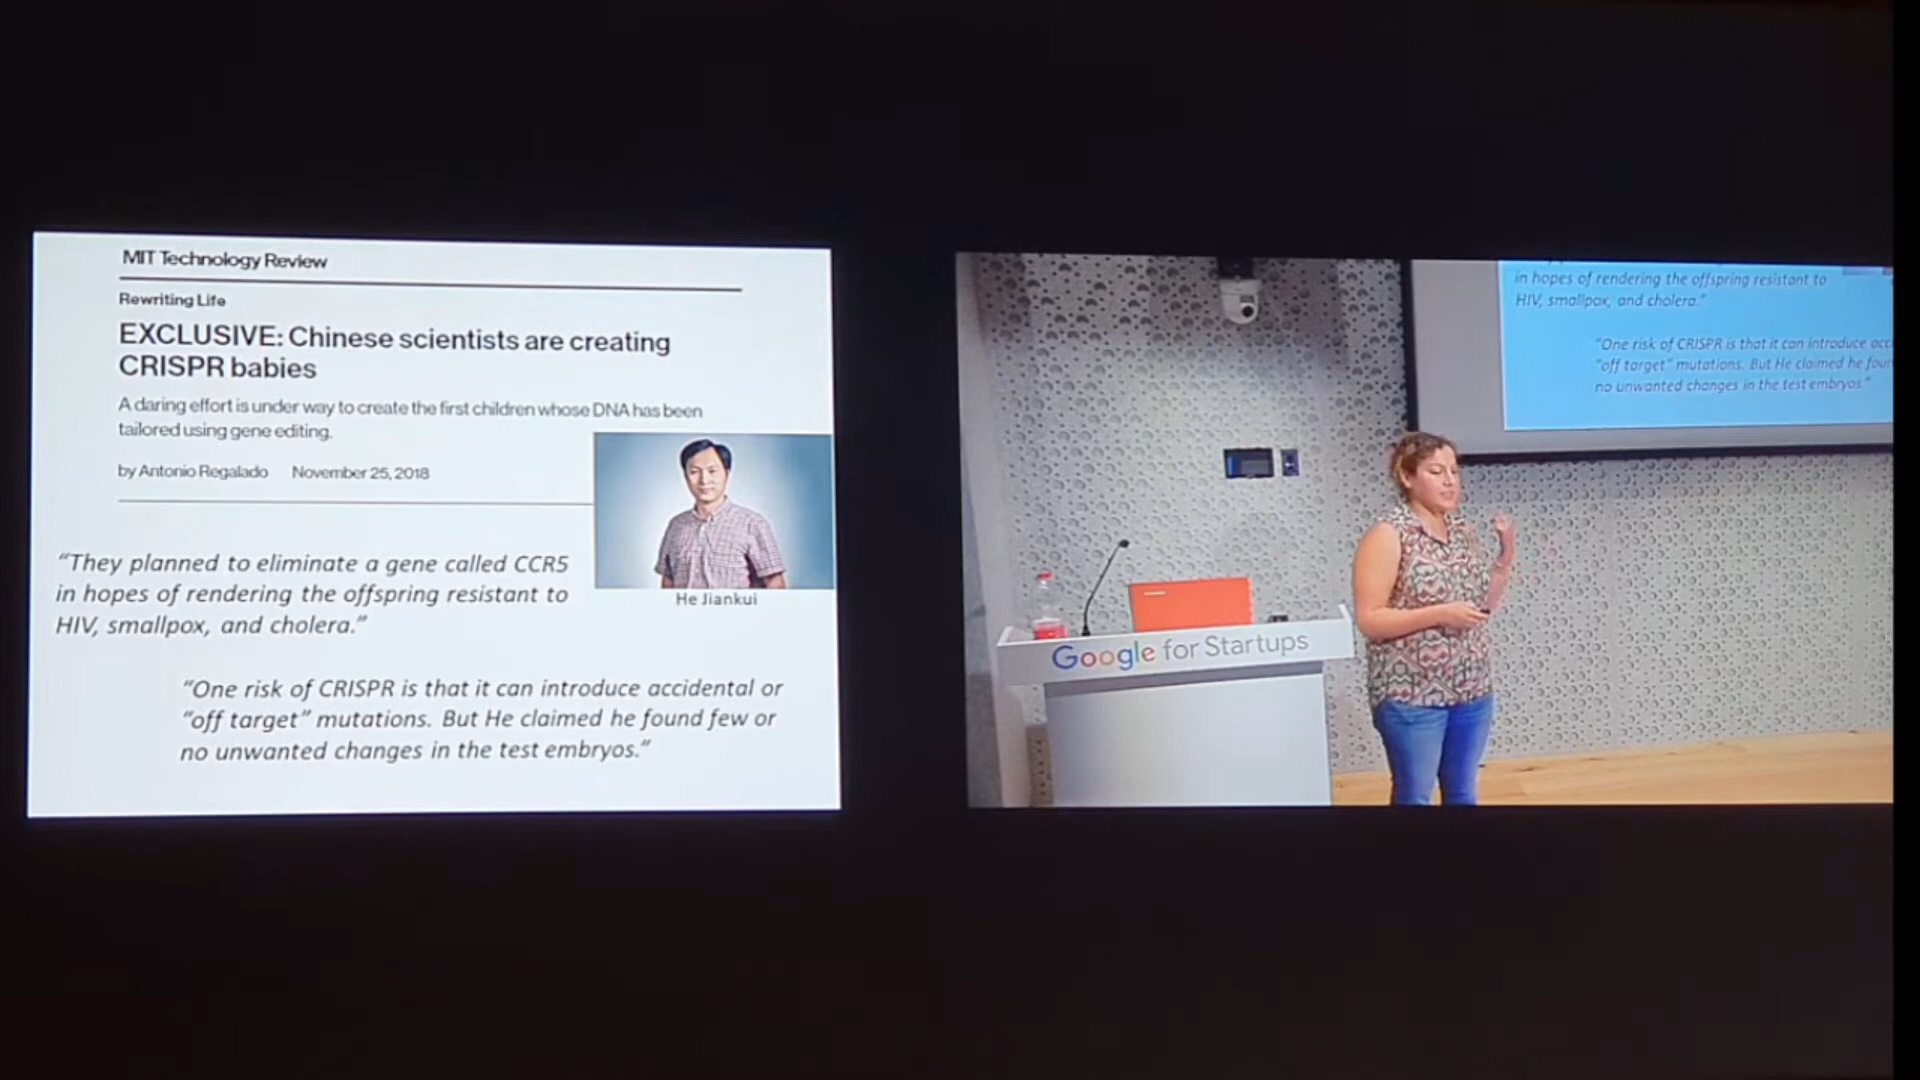 MIT Technology Review
Rewriting Life
EXCLUSIVE: Chinese scientists are creating
CRISPR babies
A daring effort is under way to create the first children whose DNA has been
tailored using gene editing.
by Antonio Regalado November 25, 2018
He Jiankui
“They planned to eliminate a gene called CCR5
in hopes of rendering the offspring resistant to
HIV, smallpox, and cholera.”
“One risk of CRISPR is that it can introduce accidental or
“off target” mutations. But He claimed he found few or
no unwanted changes in the test embryos.”
in hopes of rendering the offspring resistant to
HIV, smallpox, and cholera.”
“One risk of CRISPR is that it can introduce
“off target” mutations. But He claimed he
no unwanted changes in the test embryos.”
Google for Startups